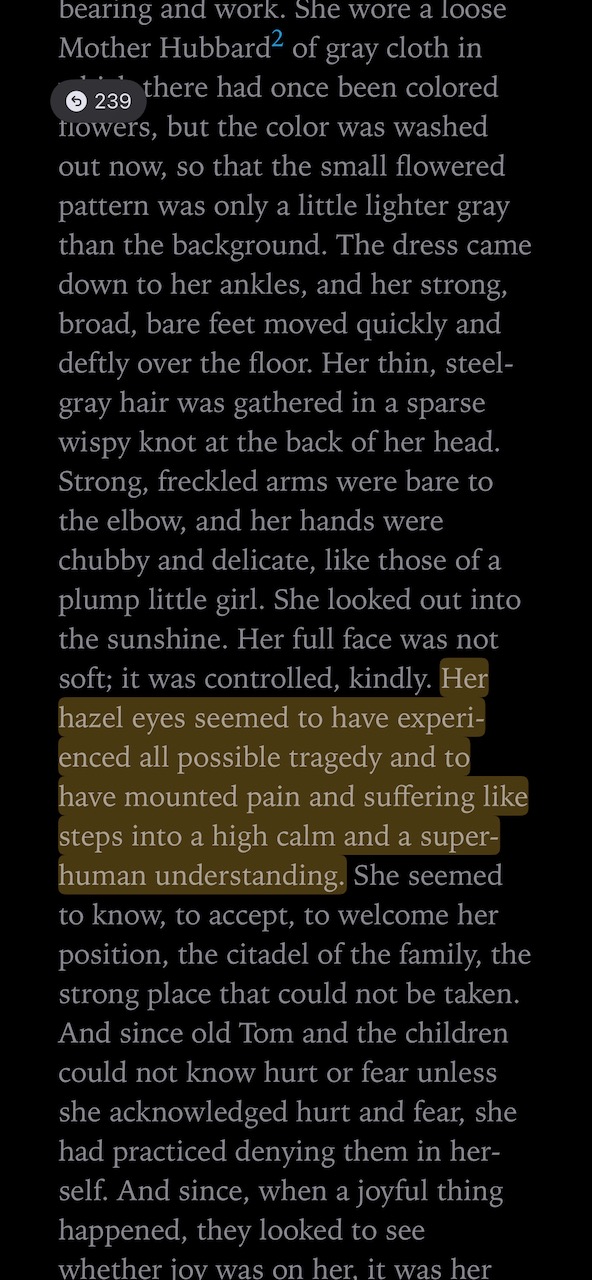 bearing and work. She wore a loose
Mother Hubbard2 of gray cloth in
there had once been colored
239
flowers, but the color was washed
out now, so that the small flowered
pattern was only a little lighter gray
than the background. The dress came
down to her ankles, and her strong,
broad, bare feet moved quickly and
deftly over the floor. Her thin, steel-
gray hair was gathered in a sparse
wispy knot at the back of her head.
Strong, freckled arms were bare to
the elbow, and her hands were
chubby and delicate, like those of a
plump little girl. She looked out into
the sunshine. Her full face was not
soft; it was controlled, kindly. Her
hazel eyes seemed to have experi-
enced all possible tragedy and to
have mounted pain and suffering like
steps into a high calm and a super-
human understanding. She seemed
to know, to accept, to welcome her
position, the citadel of the family, the
strong place that could not be taken.
And since old Tom and the children
could not know hurt or fear unless
she acknowledged hurt and fear, she
had practiced denying them in her-
self. And since, when a joyful thing
happened, they looked to see
whether joy was on her, it was her